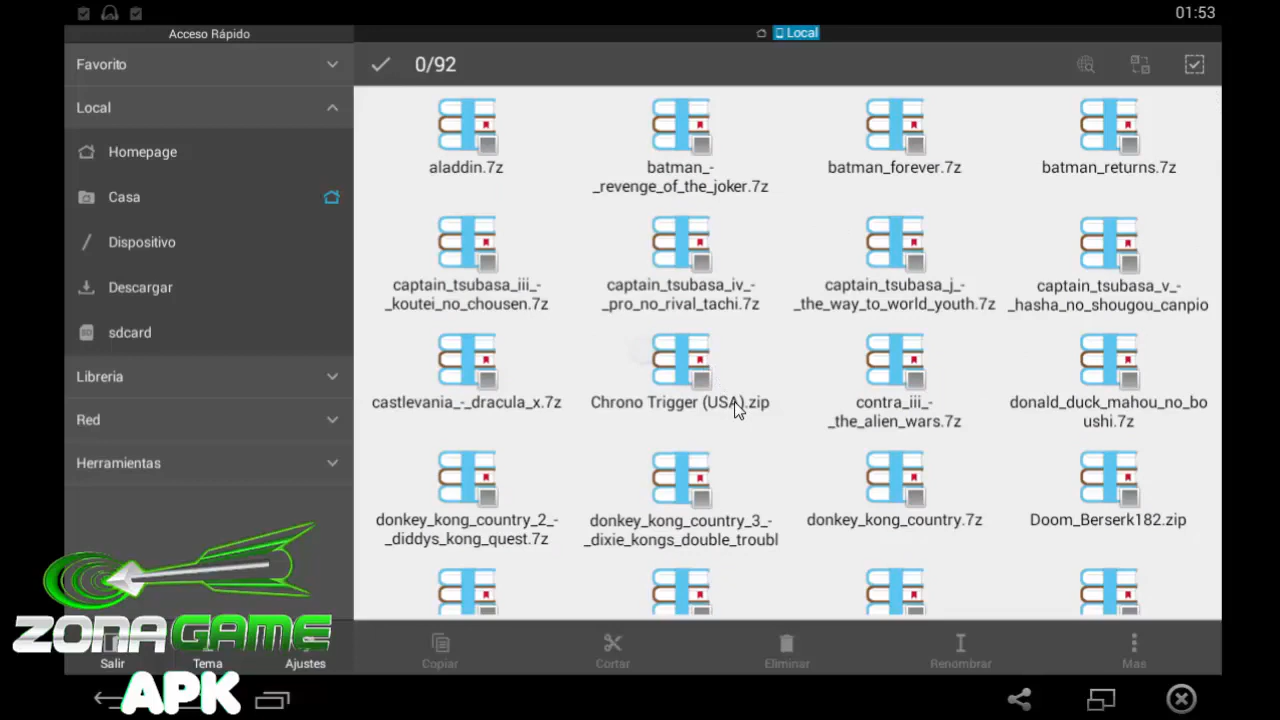 01:53
Acceso Rápido
Local
Favorito
0/92
Local
Homepage
Casa
Dispositivo
Descargar
sdcard
Libreria
Red
Herramientas
aladdin.7z
batman_-
_revenge_of_the_joker.7z
batman_forever.7z
batman_returns.7z
captain_tsubasa_iii_-
_koutei_no_chousen.7z
captain_tsubasa_iv_-
_pro_no_rival_tachi.7z
captain_tsubasa_j_-
_the_way_to_world_youth.7z
captain_tsubasa_v_-
_hasha_no_shougou_canpio
castlevania_-_dracula_x.7z
Chrono Trigger (USA).zip
contra_iii_-
_the_alien_wars.7z
donald_duck_mahou_no_bo
ushi.7z
donkey_kong_country_2_-
_diddys_kong_quest.7z
donkey_kong_country_3_-
_dixie_kongs_double_troubl
donkey_kong_country.7z
Doom_Berserk182.zip
ZONA GAME
APK
Salir
Tema
Ajustes
Copiar
Cortar
Eliminar
Renombrar
Mas